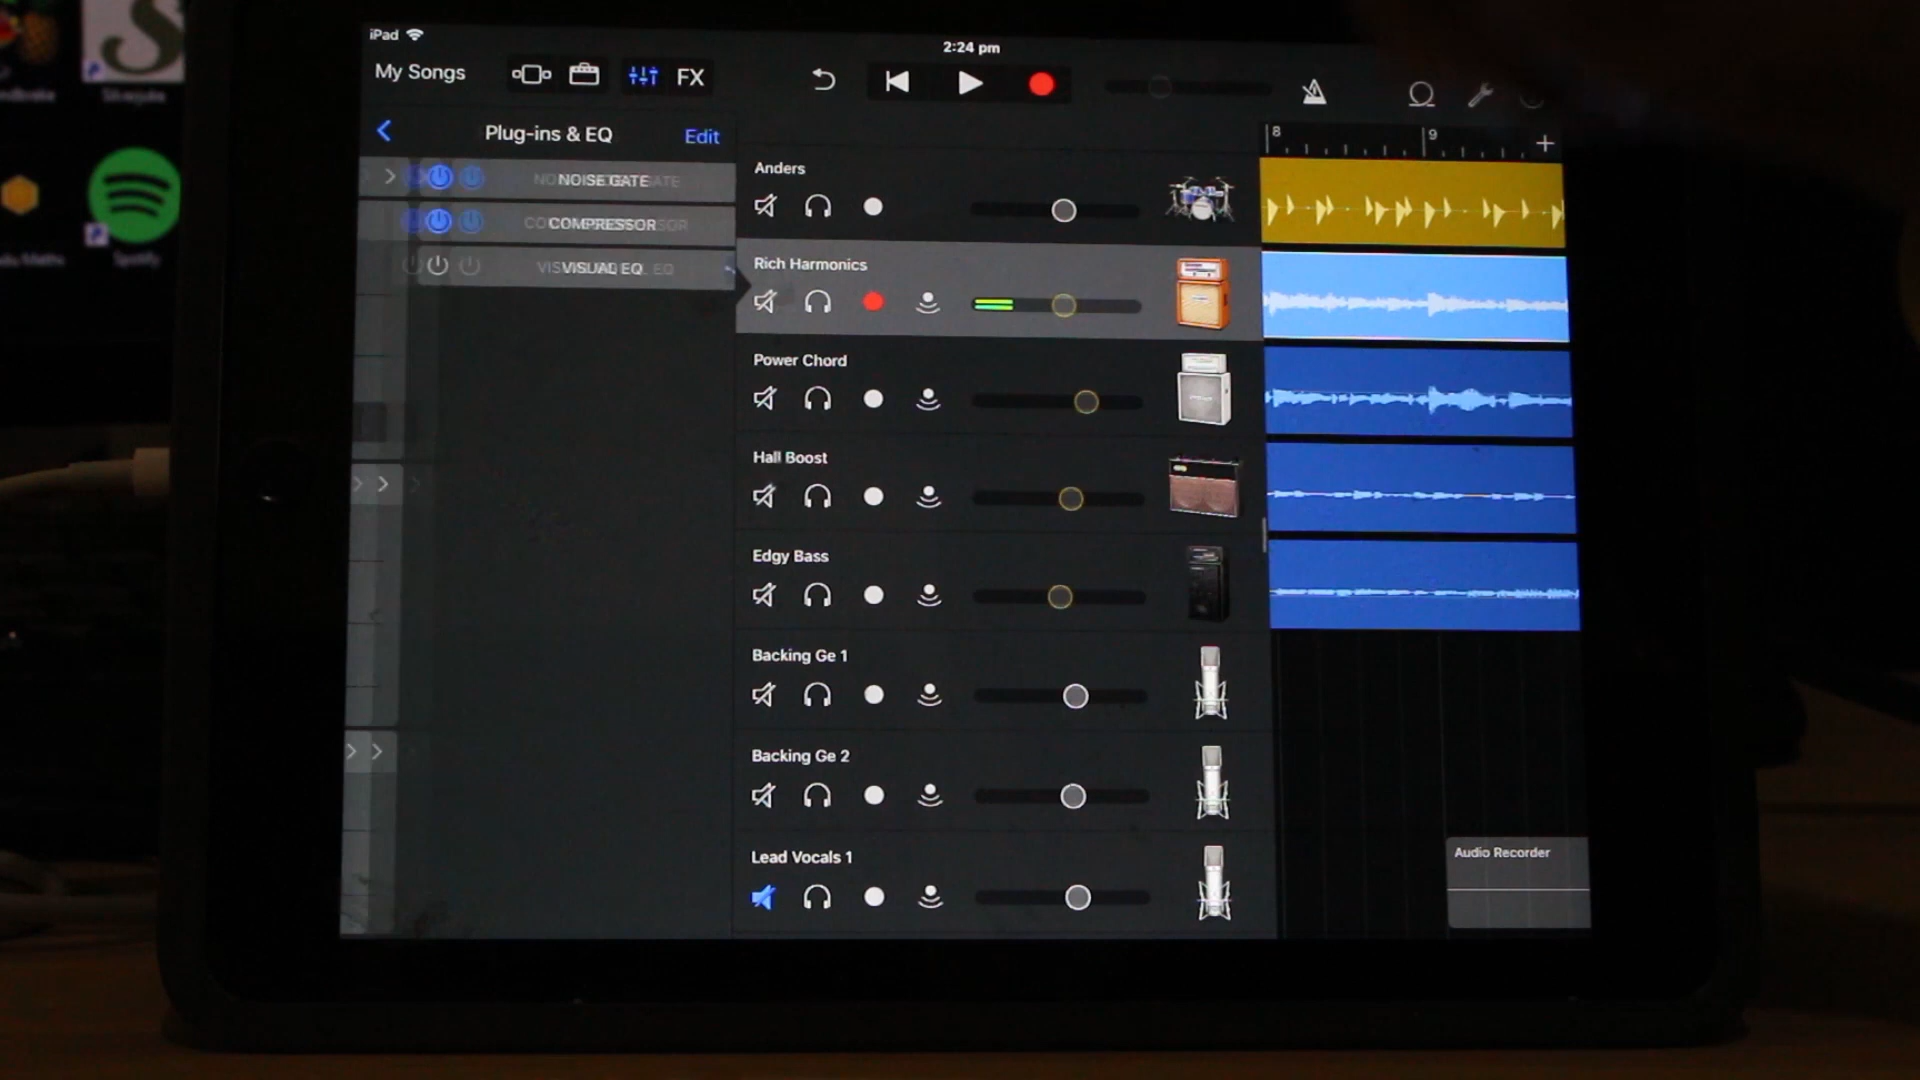 iPad
2:24 pm
My Songs
FX
Plug-ins & EQ
Edit
8
9
NOISE GATE
COMPRESSOR
VISUAL EQ
Anders
Rich Harmonics
Power Chord
Hall Boost
Edgy Bass
Backing Ge 1
Backing Ge 2
Lead Vocals 1
Audio Recorder
Spotify